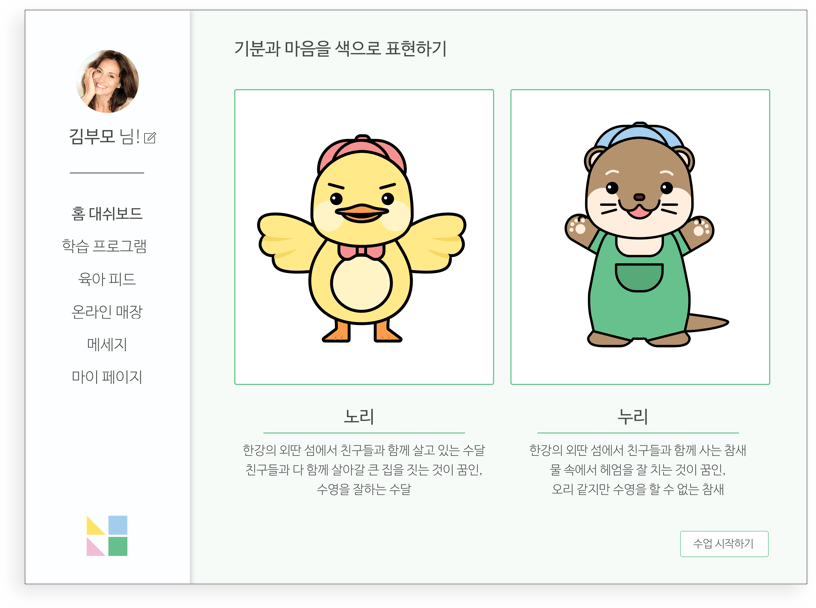 기분과 마음을 색으로 표현하기
김부모 님!
홈 대쉬보드
학습 프로그램
육아 피드
온라인 매장
메세지
마이 페이지
노리
한강의 외딴 섬에서 친구들과 함께 살고 있는 수달
친구들과 다 함께 살아갈 큰 집을 짓는 것이 꿈인,
수영을 잘하는 수달
누리
한강의 외딴 섬에서 친구들과 함께 사는 참새
물 속에서 헤엄을 잘 치는 것이 꿈인,
오리 같지만 수영을 할 수 없는 참새
수업 시작하기